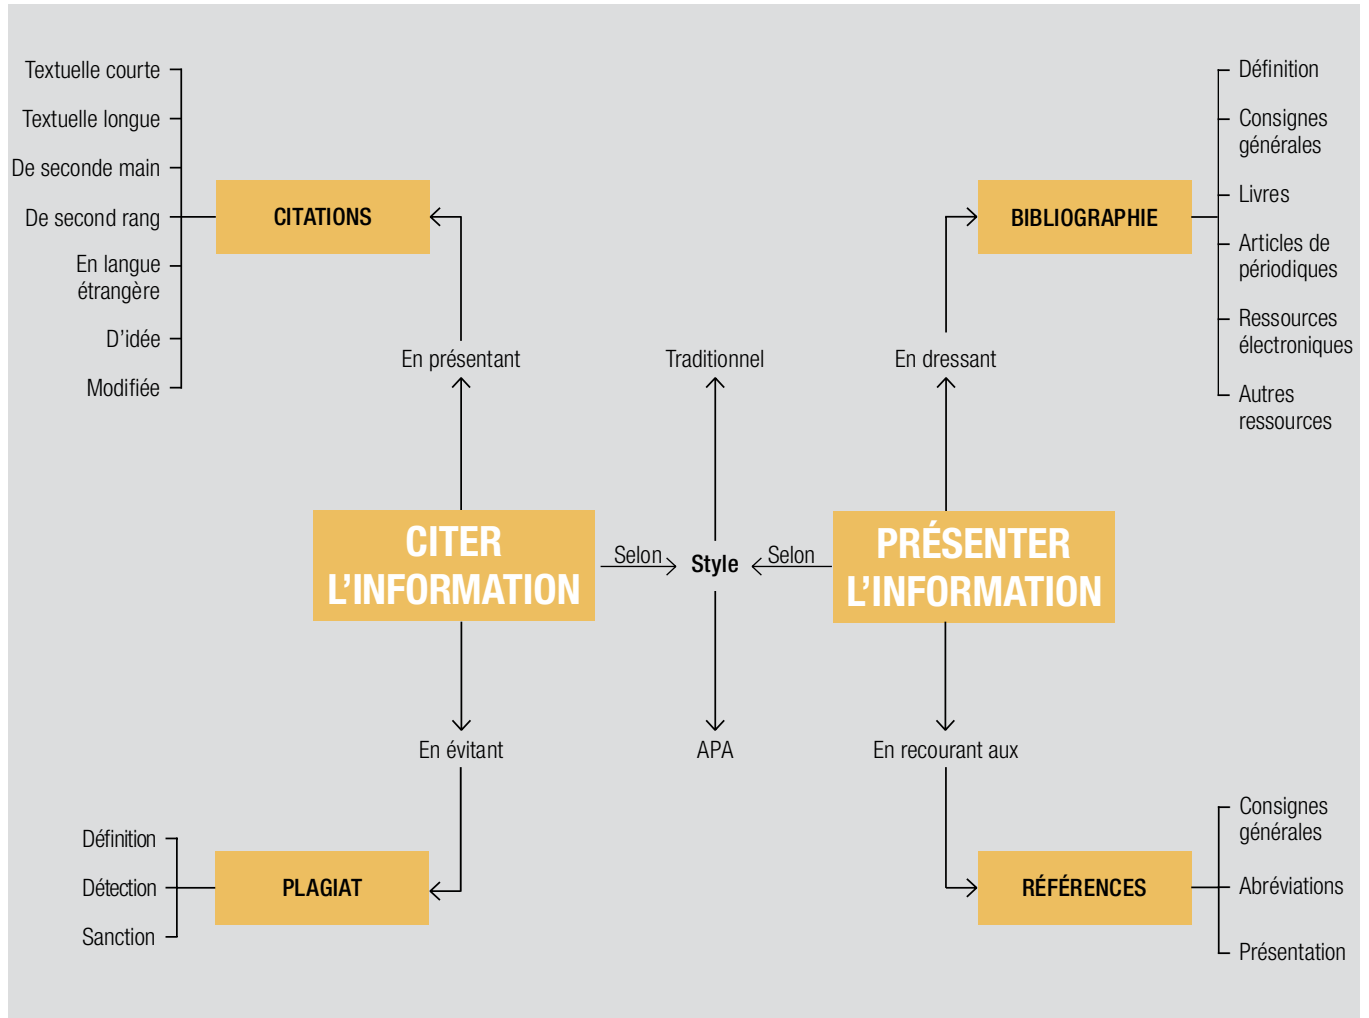 Textuelle courte
Textuelle longue
De seconde main
De second rang
En langue
étrangère
D'idée
Modifiée
CITATIONS
En présentant
Traditionnel
En dressant
BIBLIOGRAPHIE
Définition
Consignes
générales
Livres
Articles de
périodiques
Ressources
électroniques
Autres
ressources
CITER
L'INFORMATION
Selon
Style
Selon
PRÉSENTER
L'INFORMATION
En évitant
APA
En recourant aux
Définition
Détection
Sanction
PLAGIAT
RÉFÉRENCES
Consignes
générales
Abréviations
Présentation